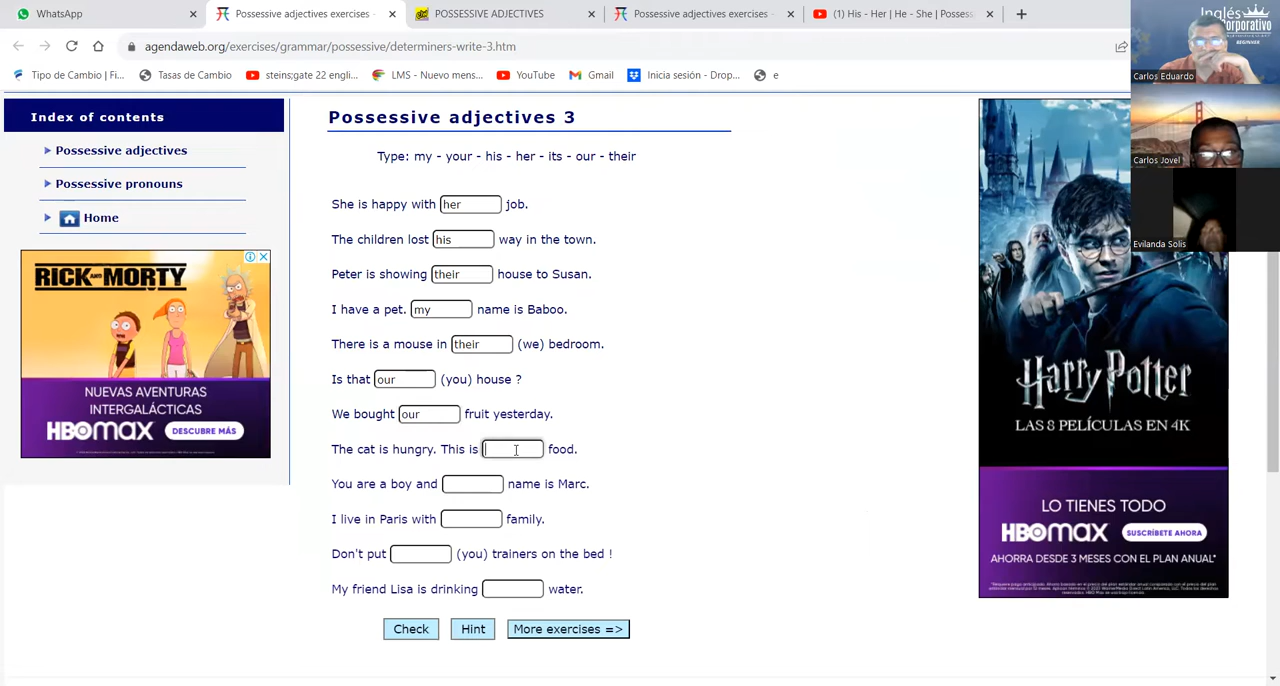 WhatsApp
Possessive adjectives exercises -
POSSESSIVE ADJECTIVES
Possessive adjectives exercises -
(1) His - Her | He - She | Possess
agendaweb.org/exercises/grammar/possessive/determiners-write-3.htm
Tipo de Cambio | Fi...
Tasas de Cambio
steins;gate 22 engli...
LMS - Nuevo mens...
YouTube
Gmail
Inicia sesión - Drop...
e
Inglés
Corporativo
BEGINNER
Carlos Eduardo
Carlos Jovel
Evilanda Solis
Index of contents
Possessive adjectives
Possessive pronouns
Home
RICK AND MORTY
NUEVAS AVENTURAS
INTERGALÁCTICAS
HBOMAX
DESCUBRE MÁS
Possessive adjectives 3
Type: my - your - his - her - its - our - their
She is happy with her job.
The children lost his way in the town.
Peter is showing their house to Susan.
I have a pet. my name is Baboo.
There is a mouse in their (we) bedroom.
Is that our (you) house ?
We bought our fruit yesterday.
The cat is hungry. This is food.
You are a boy and name is Marc.
I live in Paris with family.
Don't put (you) trainers on the bed !
My friend Lisa is drinking water.
Check
Hint
More exercises =>
Harry Potter
LAS 8 PELÍCULAS EN 4K
LO TIENES TODO
HBOMAX
SUSCRÍBETE AHORA
AHORRA DESDE 3 MESES CON EL PLAN ANUAL*